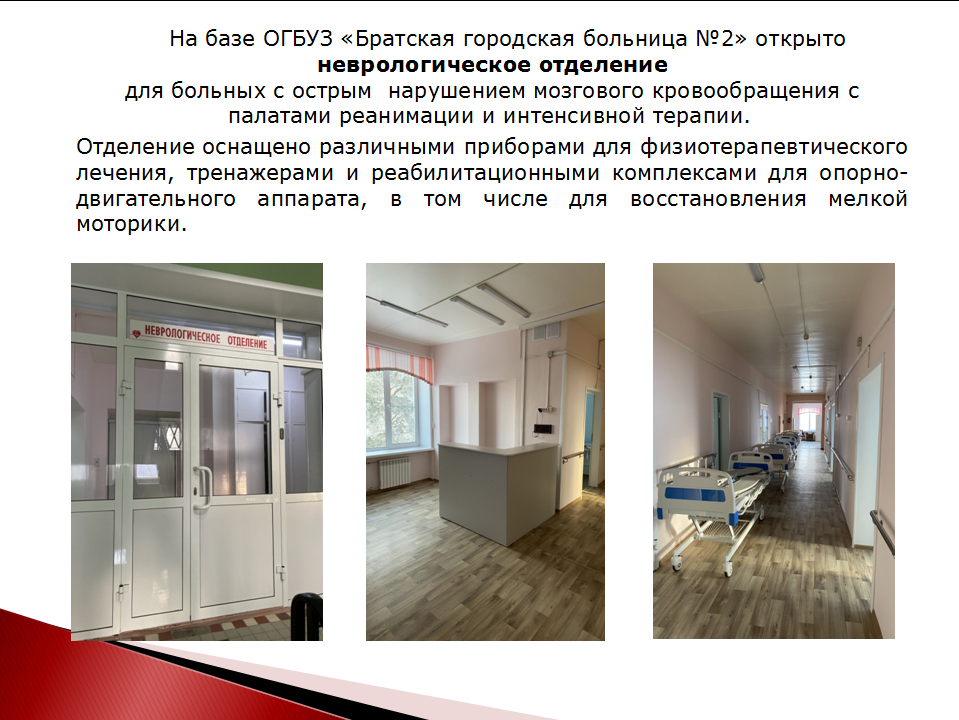 На базе ОГБУЗ «Братская городская больница №2» открыто
неврологическое отделение
для больных с острым нарушением мозгового кровообращения с
палатами реанимации и интенсивной терапии.
Отделение оснащено различными приборами для физиотерапевтического
лечения, тренажерами и реабилитационными комплексами для опорно-
двигательного аппарата, в том числе для восстановления мелкой
моторики.
НЕВРОЛОГИЧЕСКОЕ ОТДЕЛЕНИЕ